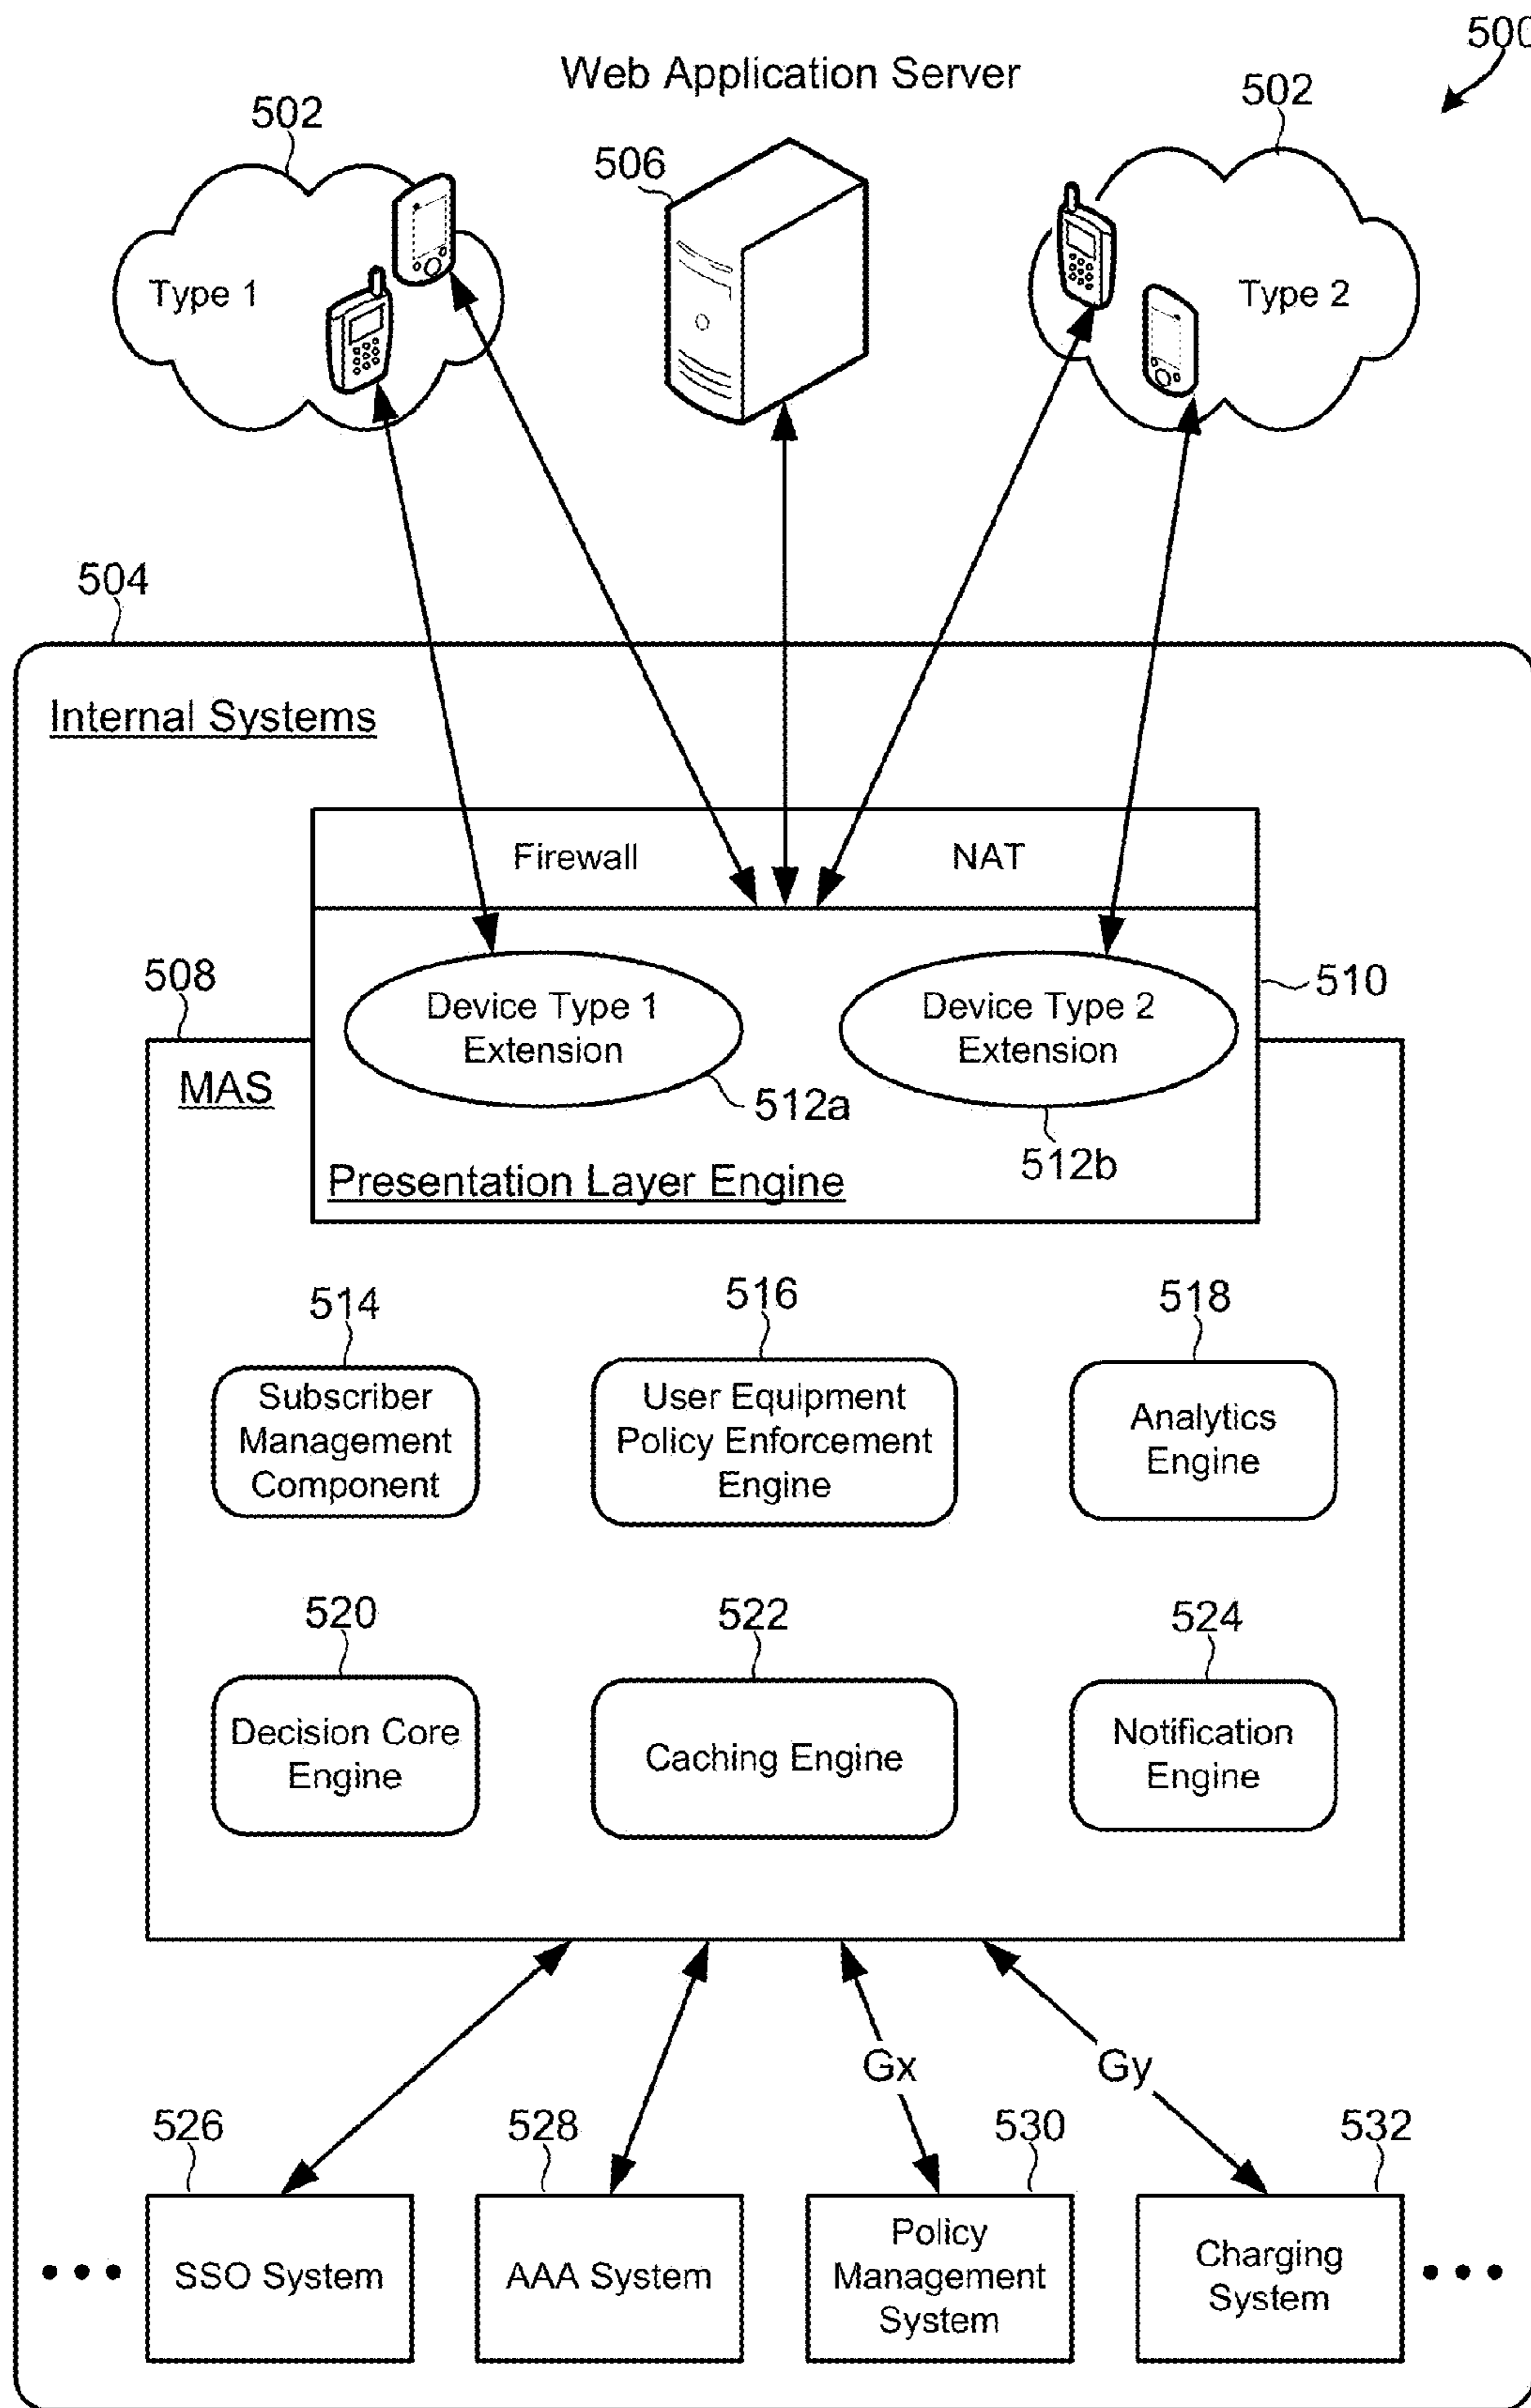 500
Web Application Server
502
502
506
Type 1
Type 2
504
Internal Systems
Firewall
NAT
508
510
Device Type 1
Extension
Device Type 2
Extension
MAS
512a
512b
Presentation Layer Engine
514
516
518
Subscriber
Management
Component
User Equipment
Policy Enforcement
Engine
Analytics
Engine
520
522
524
Decision Core
Engine
Caching Engine
Notification
Engine
Gx
Gy
526
528
530
532
SSO System
AAA System
Policy
Management
System
Charging
System